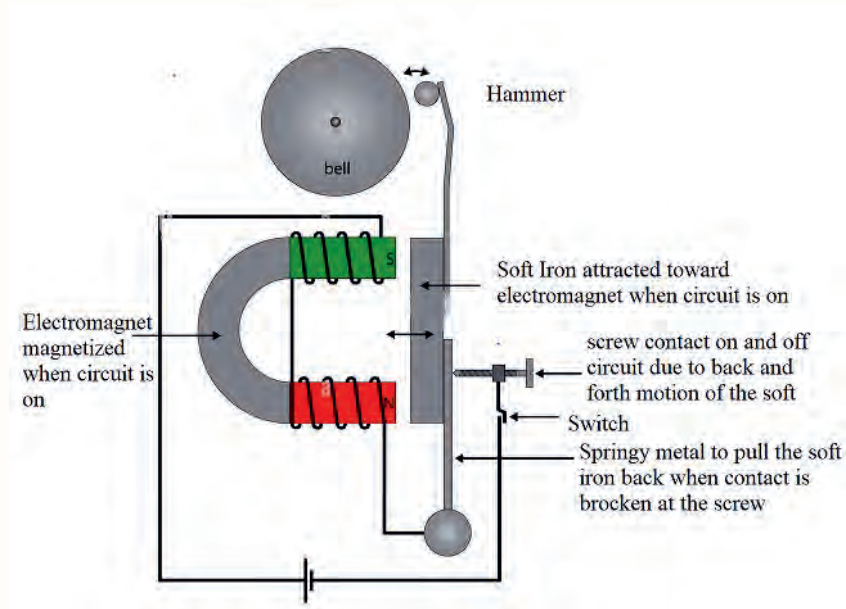 Hammer
bell
S
Soft Iron attracted toward
electromagnet when circuit is on
Electromagnet
magnetized
when circuit is
on
screw contact on and off
circuit due to back and
forth motion of the soft
N
Switch
Springy metal to pull the soft
iron back when contact is
brocken at the screw